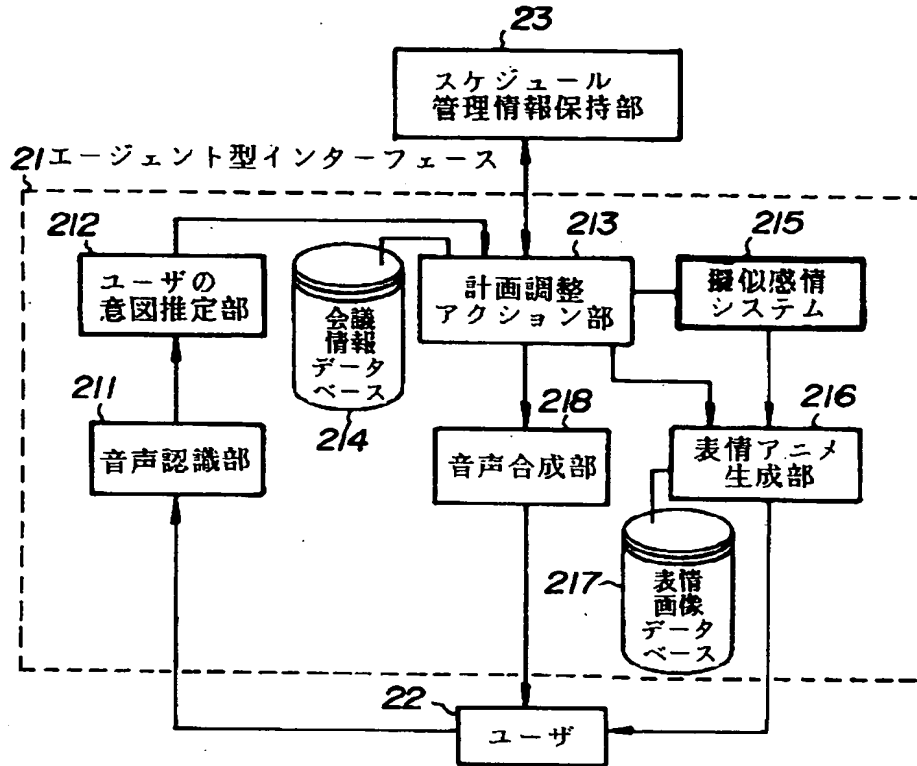 23
スケジュール
管理情報保持部
21 エージェント型インターフェース
212
ユーザの
意図推定部
213
計画調整
アクション部
215
擬似感情
システム
会議
情報
データ
ベース
214
211
音声認識部
218
音声合成部
216
表情アニメ
生成部
217
表情
画像
データ
ベース
22
ユーザ